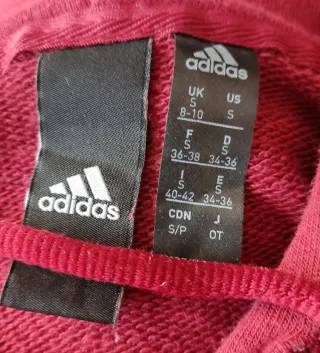 adidas
adidas
UK US
S S
8-10
F D
S S
36-38 34-36
I E
S S
40-42 34-36
CDN J
S/P OT